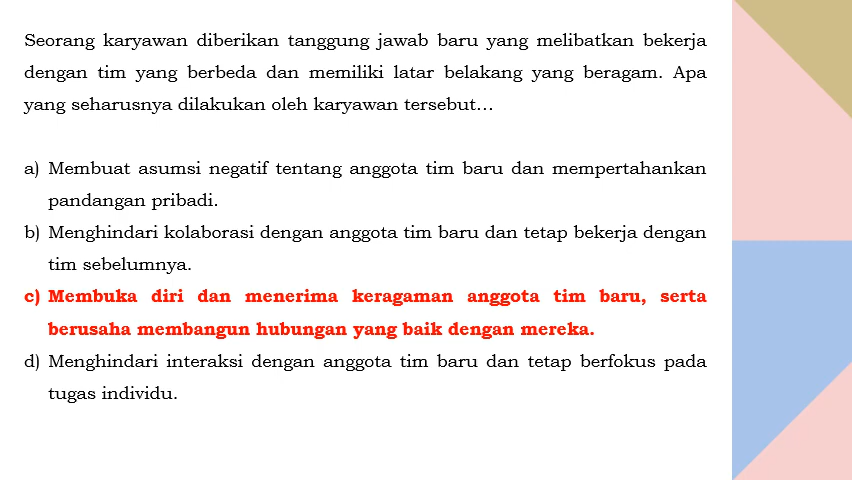 Seorang karyawan diberikan tanggung jawab baru yang melibatkan bekerja
dengan tim yang berbeda dan memiliki latar belakang yang beragam. Apa
yang seharusnya dilakukan oleh karyawan tersebut…
a) Membuat asumsi negatif tentang anggota tim baru dan mempertahankan
pandangan pribadi.
b) Menghindari kolaborasi dengan anggota tim baru dan tetap bekerja dengan
tim sebelumnya.
c) Membuka diri dan menerima keragaman anggota tim baru, serta
berusaha membangun hubungan yang baik dengan mereka.
d) Menghindari interaksi dengan anggota tim baru dan tetap berfokus pada
tugas individu.